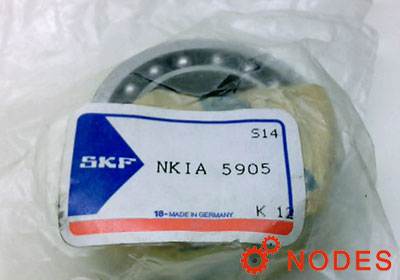 S14
SKF
NKIA 5905
18-MADE IN GERMANY
K 12
NODES